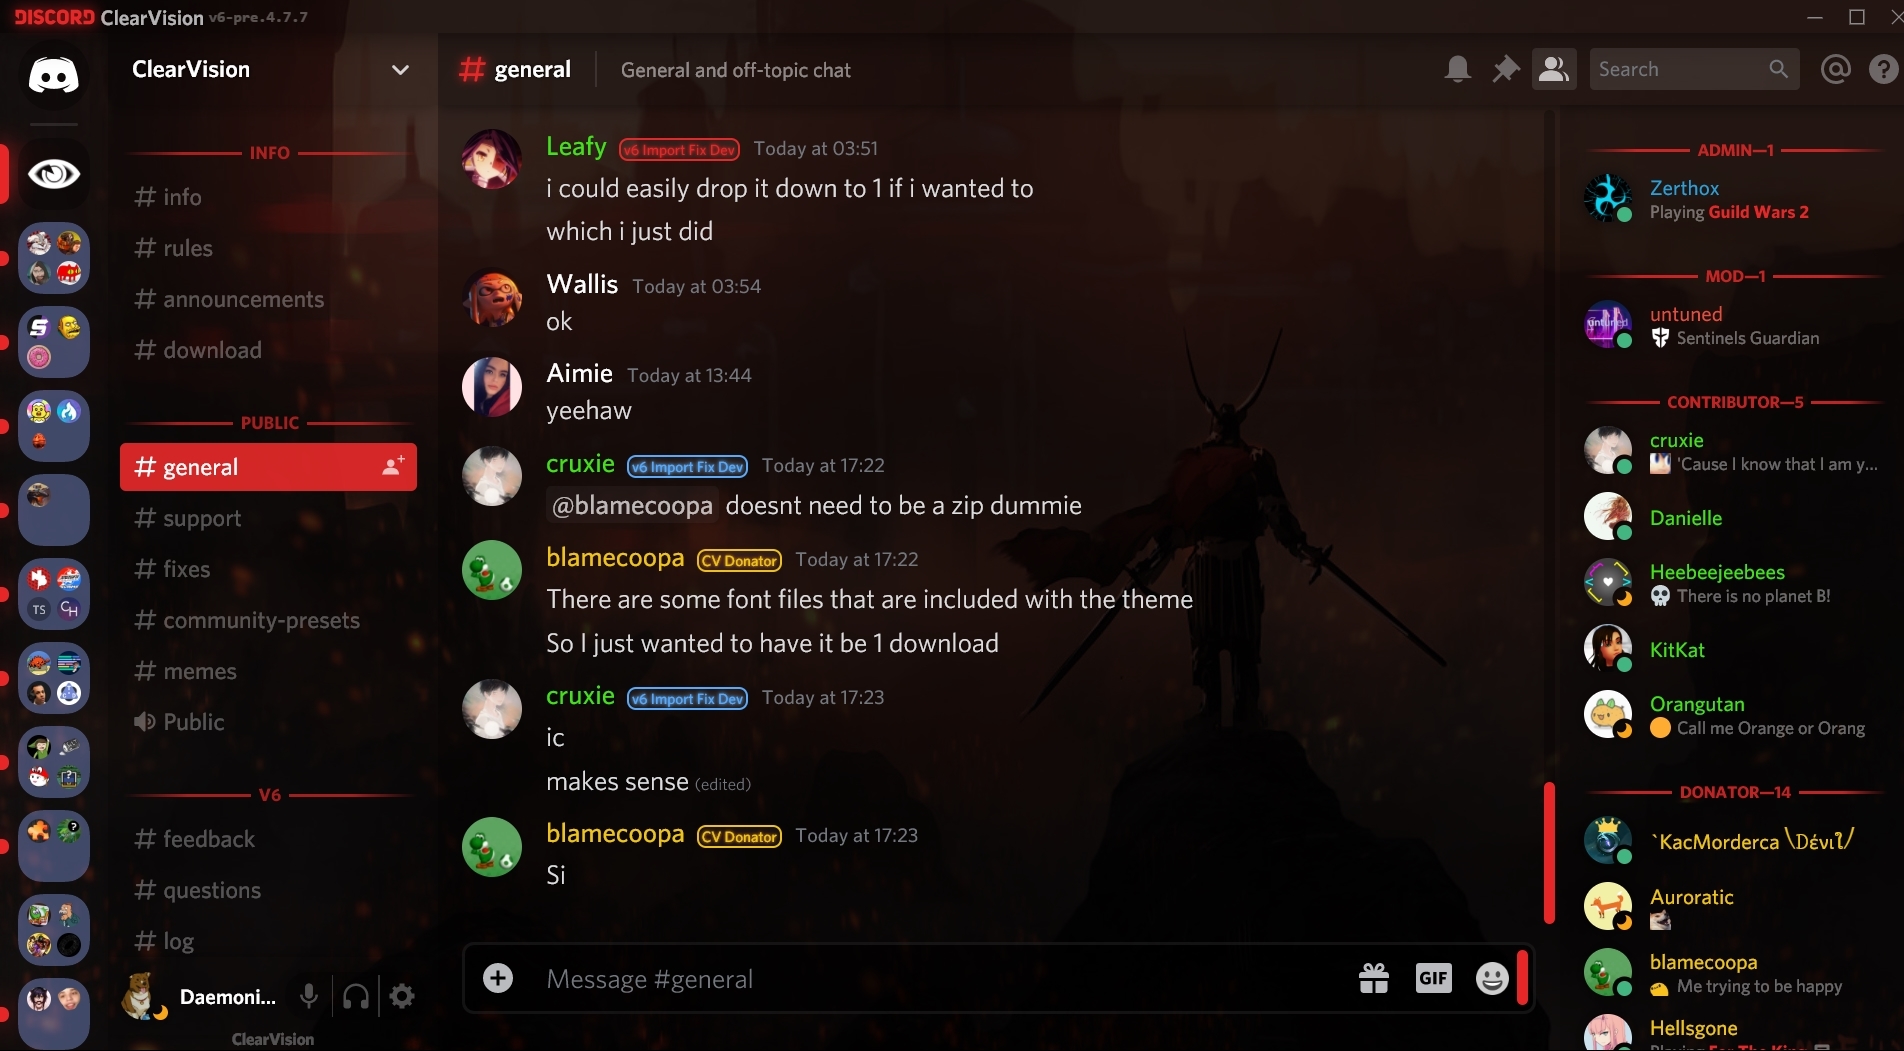 DISCORD ClearVision v6-pre.4.7.7
ClearVision
# general
General and off-topic chat
Search
INFO
# info
# rules
# announcements
# download
PUBLIC
# general
# support
# fixes
# community-presets
# memes
Public
V6
# feedback
# questions
# log
Daemoni...
ClearVision
TS
CH
Leafy v6 Import Fix Dev Today at 03:51
i could easily drop it down to 1 if i wanted to
which i just did
Wallis Today at 03:54
ok
Aimie Today at 13:44
yeehaw
cruxie v6 Import Fix Dev Today at 17:22
@blamecoopa doesnt need to be a zip dummie
blamecoopa CV Donator Today at 17:22
There are some font files that are included with the theme
So I just wanted to have it be 1 download
cruxie v6 Import Fix Dev Today at 17:23
ic
makes sense (edited)
blamecoopa CV Donator Today at 17:23
Si
Message #general
GIF
ADMIN—1
Zerthox
Playing Guild Wars 2
MOD—1
untuned
untuned
Sentinels Guardian
CONTRIBUTOR—5
cruxie
'Cause I know that I am y...
Danielle
Heebeejeebees
There is no planet B!
KitKat
Orangutan
Call me Orange or Orang
DONATOR—14
`KacMorderca
Auroratic
blamecoopa
Me trying to be happy
Hellsgone
Playing For The King